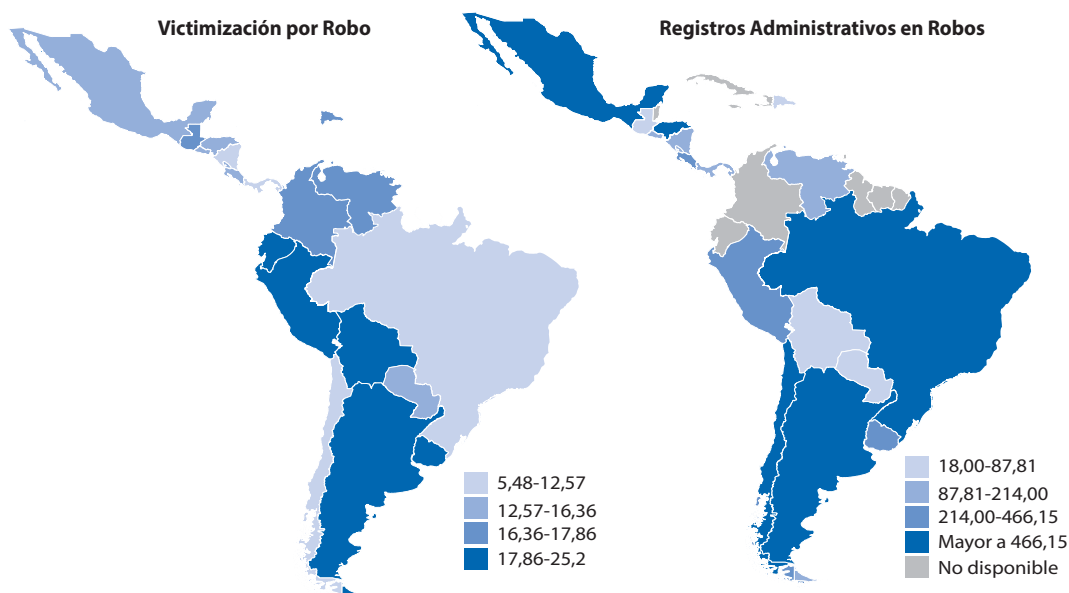 Victimización por Robo
Registros Administrativos en Robos
5,48-12,57
12,57-16,36
16,36-17,86
17,86-25,2
18,00-87,81
87,81-214,00
214,00-466,15
Mayor a 466,15
No disponible